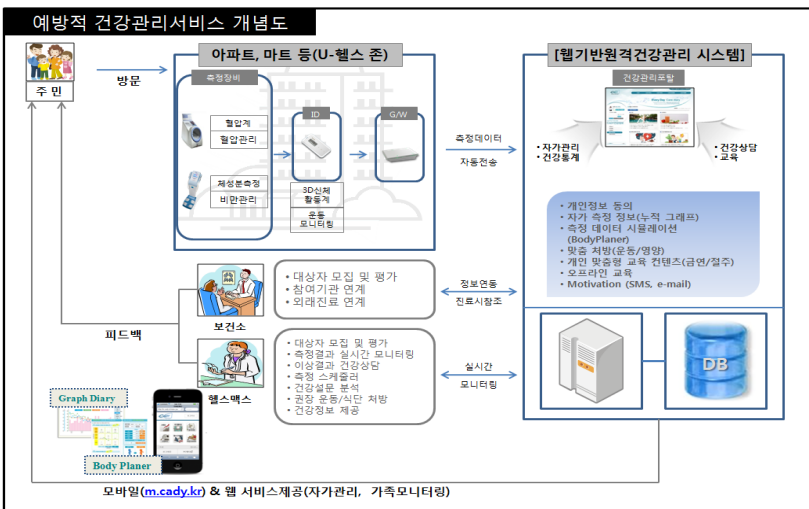 예방적 건강관리서비스 개념도
주 민
방문
아파트, 마트 등(U-헬스 존)
측정장비
혈압계
혈압관리
체성분측정
비만관리
ID
3D신체
활동계
운동
모니터링
G/W
측정데이터
자동전송
[웹기반원격건강관리 시스템]
건강관리포탈
• 자가관리
• 건강통계
• 건강상담
• 교육
• 개인정보 동의
• 자가 측정 정보(누적 그래프)
• 측정 데이터 시뮬레이션
(BodyPlaner)
• 맞춤 처방(운동/영양)
• 개인 맞춤형 교육 컨텐츠(금연/절주)
• 오프라인 교육
• Motivation (SMS, e-mail)
보건소
• 대상자 모집 및 평가
• 참여기관 연계
• 외래진료 연계
정보연동
진료시참조
피드백
헬스맥스
• 대상자 모집 및 평가
• 측정결과 실시간 모니터링
• 이상결과 건강상담
• 측정 스케쥴러
• 건강설문 분석
• 권장 운동/식단 처방
• 건강정보 제공
실시간
모니터링
DB
Graph Diary
Body Planer
모바일(m.cady.kr) & 웹 서비스제공(자가관리, 가족모니터링)